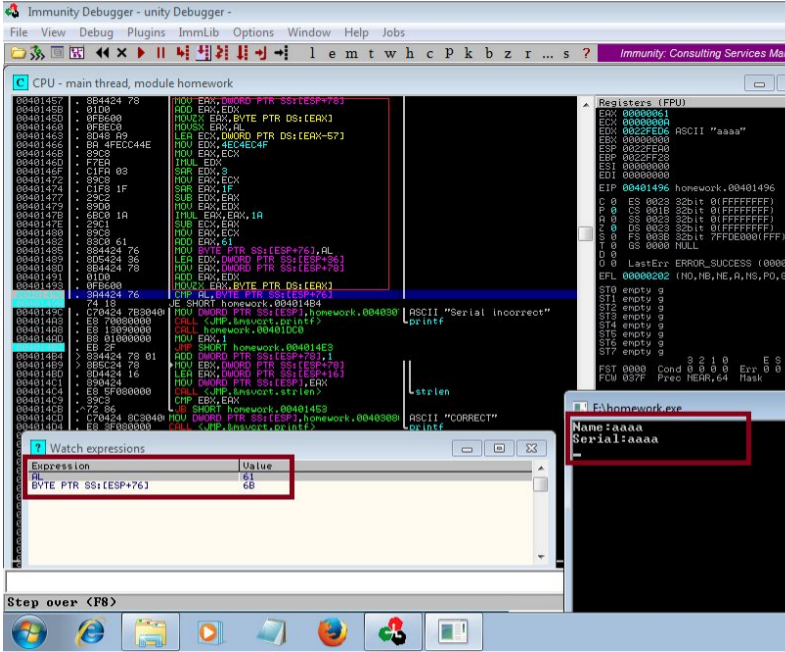 Immunity Debugger - unity Debugger -
File View Debug Plugins ImmLib Options Window Help Jobs
l e m t w h c P k b z r ... s ? Immunity: Consulting Services Ma
C CPU - main thread, module homework
00401457 . 8B4424 78 MOV EAX,DWORD PTR SS:[ESP+78]
0040145B . 01D0 ADD EAX,EDX
. 0FB600 MOVZX EAX,BYTE PTR DS:[EAX]
00401460 . 0FBEC0 MOVSX EAX,AL
00401463 . 8D48 A9 LEA ECX,DWORD PTR DS:[EAX-57]
00401466 . BA 4FECC44E MOV EDX,4EC4EC4F
0040146B . 89C8 MOV EAX,ECX
0040146D . F7EA IMUL EDX
0040146F . C1FA 03 SAR EDX,3
00401472 . 89C8 MOV EAX,ECX
00401474 . C1F8 1F SAR EAX,1F
00401477 . 29C2 SUB EDX,EAX
00401479 . 89D0 MOV EAX,EDX
0040147B . 6BC0 1A IMUL EAX,EAX,1A
0040147E . 29C1 SUB ECX,EAX
00401480 . 89C8 MOV EAX,ECX
00401482 . 83C0 61 ADD EAX,61
00401485 . 884424 76 MOV BYTE PTR SS:[ESP+76],AL
00401489 . 8D5424 36 LEA EDX,DWORD PTR SS:[ESP+36]
0040148D . 8B4424 78 MOV EAX,DWORD PTR SS:[ESP+78]
00401491 . 01D0 ADD EAX,EDX
00401493 . 0FB600 MOVZX EAX,BYTE PTR DS:[EAX]
. 3A4424 76 CMP AL,BYTE PTR SS:[ESP+76]
. 74 18 JE SHORT homework.004014B4
0040149C . C70424 7B3040 MOV DWORD PTR SS:[ESP],homework.004030 ASCII "Serial incorrect"
004014A3 . E8 70080000 CALL <JMP.&msvcrt.printf> printf
004014A8 . E8 13090000 CALL homework.00401DC0
004014AD . B8 01000000 MOV EAX,1
. EB 2F JMP SHORT homework.004014E3
004014B4 > 834424 78 01 ADD DWORD PTR SS:[ESP+78],1
004014B9 > 8B5C24 78 MOV EBX,DWORD PTR SS:[ESP+78]
004014BD . 8D4424 16 LEA EAX,DWORD PTR SS:[ESP+16]
004014C1 . 890424 MOV DWORD PTR SS:[ESP],EAX
004014C4 . E8 5F080000 CALL <JMP.&msvcrt.strlen> strlen
004014C9 . 39C3 CMP EBX,EAX
004014CB .^72 86 JB SHORT homework.00401453
004014CD . C70424 8C3040 MOV DWORD PTR SS:[ESP],homework.0040308 ASCII "CORRECT"
004014D4 . E8 3F080000 CALL <JMP.&msvcrt.printf> printf
Registers (FPU)
EAX 00000061
ECX 0000000A
EDX 0022FED6 ASCII "aaaa"
EBX 00000000
ESP 0022FEA0
EBP 0022FF28
ESI 00000000
EDI 00000000
EIP 00401496 homework.00401496
C 0 ES 0023 32bit 0(FFFFFFFF)
P 0 CS 001B 32bit 0(FFFFFFFF)
A 0 SS 0023 32bit 0(FFFFFFFF)
Z 0 DS 0023 32bit 0(FFFFFFFF)
S 0 FS 003B 32bit 7FFDE000(FFF)
T 0 GS 0000 NULL
D 0
O 0 LastErr ERROR_SUCCESS (0000
EFL 00000202 (NO,NB,NE,A,NS,PO,G
ST0 empty g
ST1 empty g
ST2 empty g
ST3 empty g
ST4 empty g
ST5 empty g
ST6 empty g
ST7 empty g
3 2 1 0 E S
FST 0000 Cond 0 0 0 0 Err 0 0
FCW 037F Prec NEAR,64 Mask
? Watch expressions
Expression Value
AL 61
BYTE PTR SS:[ESP+76] 6B
E:\homework.exe
Name:aaaa
Serial:aaaa
Step over (F8)